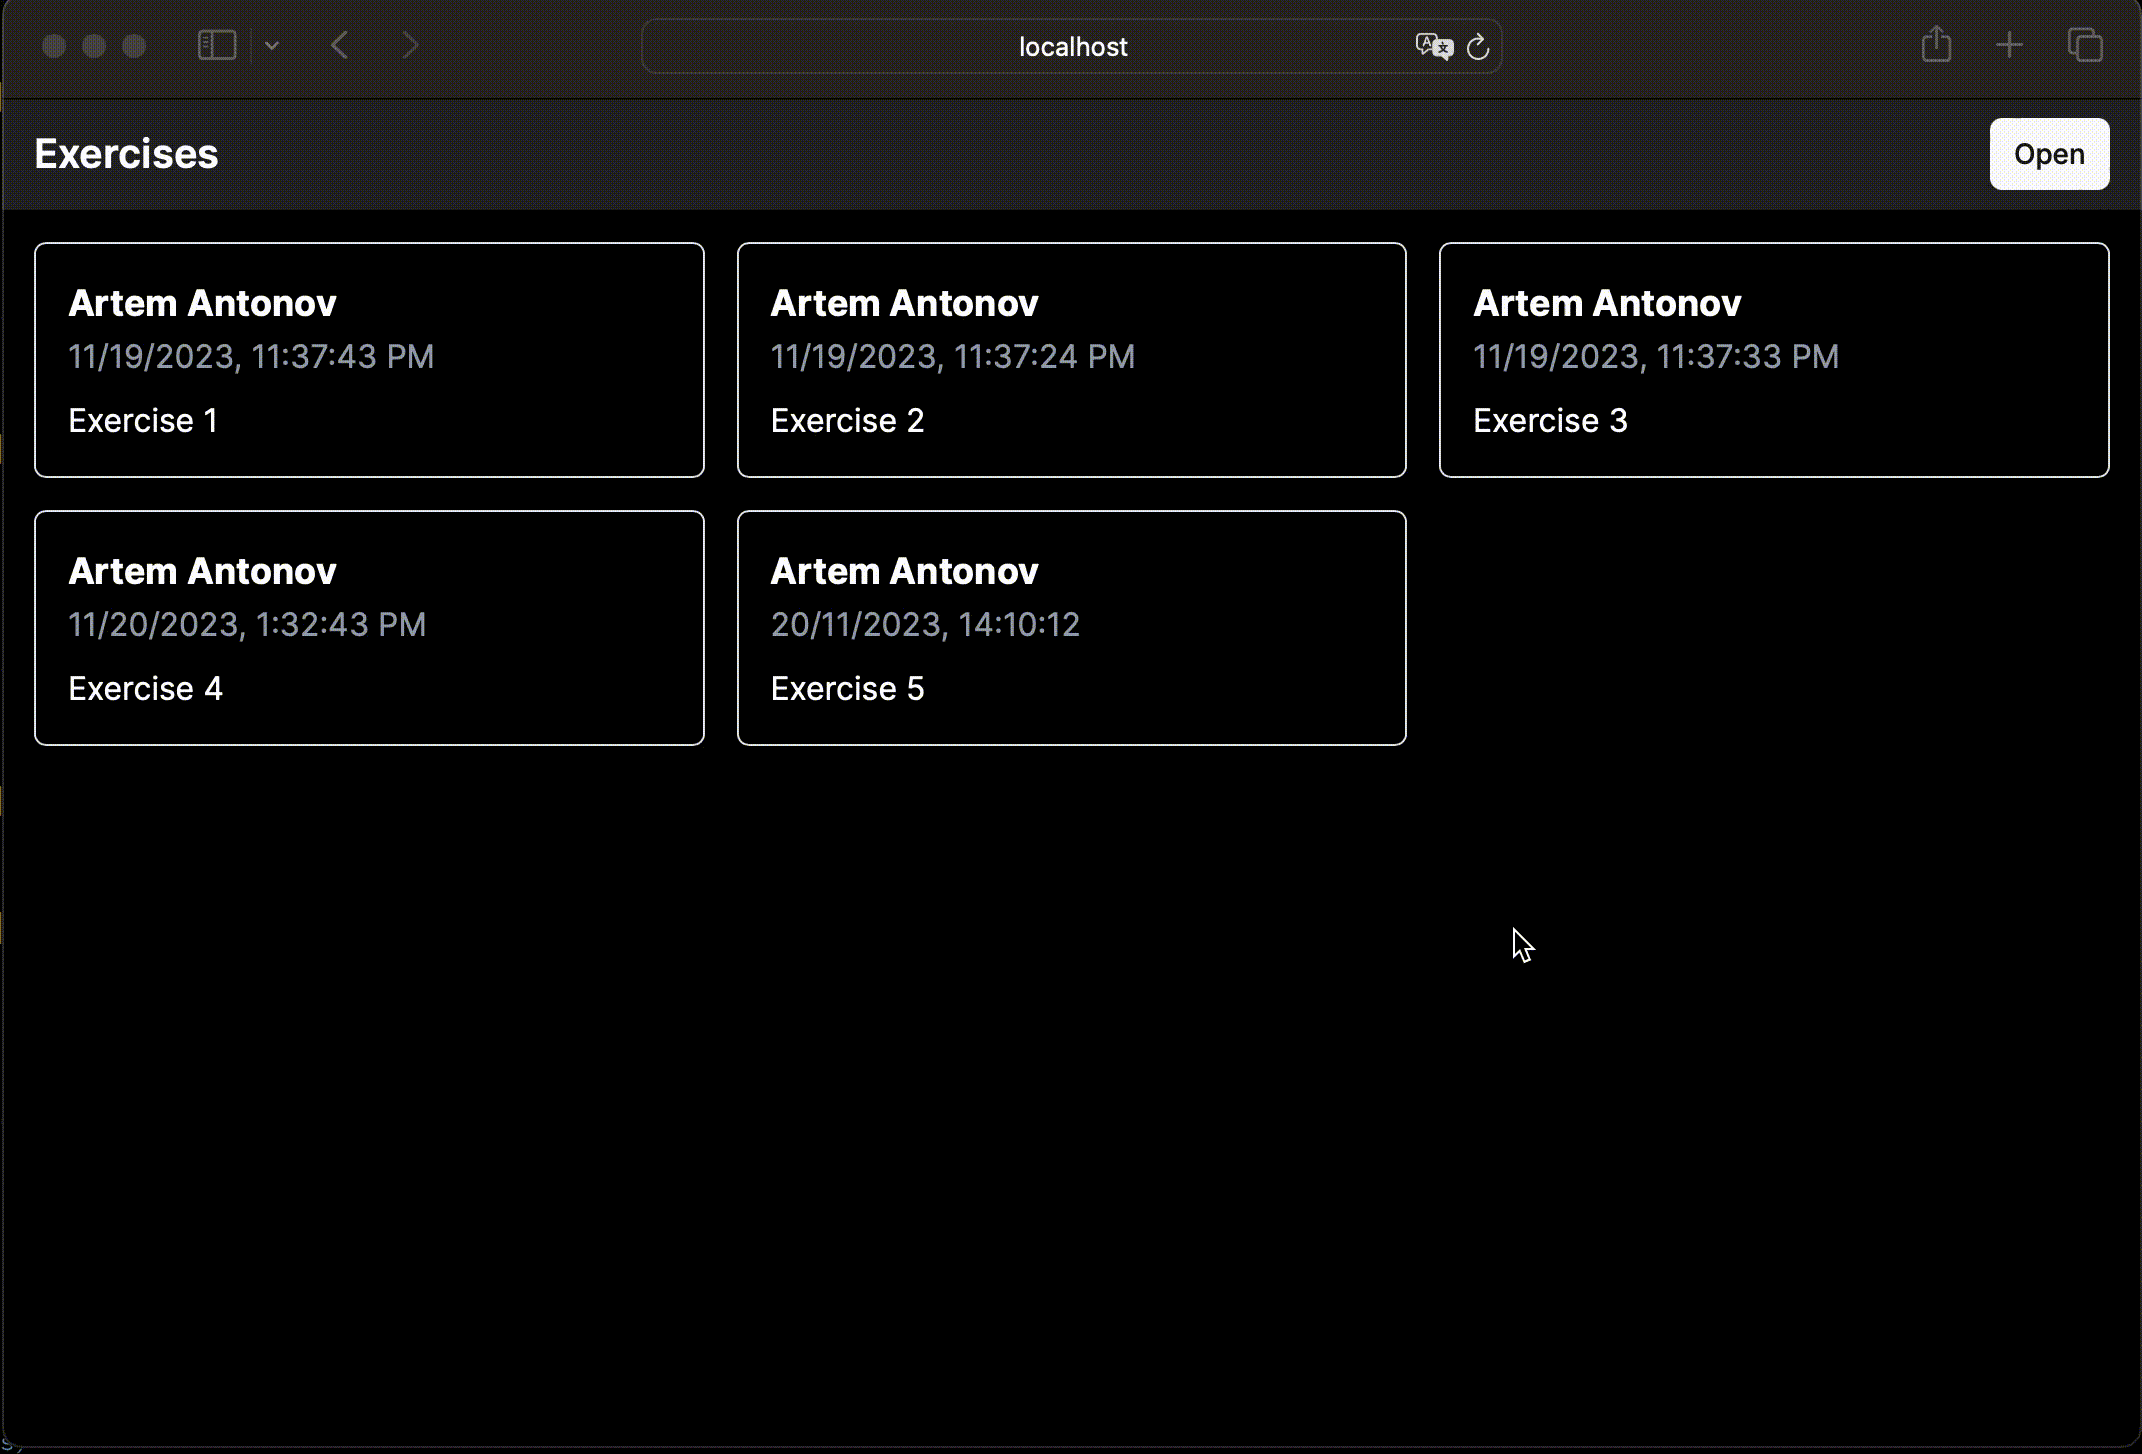 localhost
Exercises
Open
Artem Antonov
11/19/2023, 11:37:43 PM
Exercise 1
Artem Antonov
11/19/2023, 11:37:24 PM
Exercise 2
Artem Antonov
11/19/2023, 11:37:33 PM
Exercise 3
Artem Antonov
11/20/2023, 1:32:43 PM
Exercise 4
Artem Antonov
20/11/2023, 14:10:12
Exercise 5